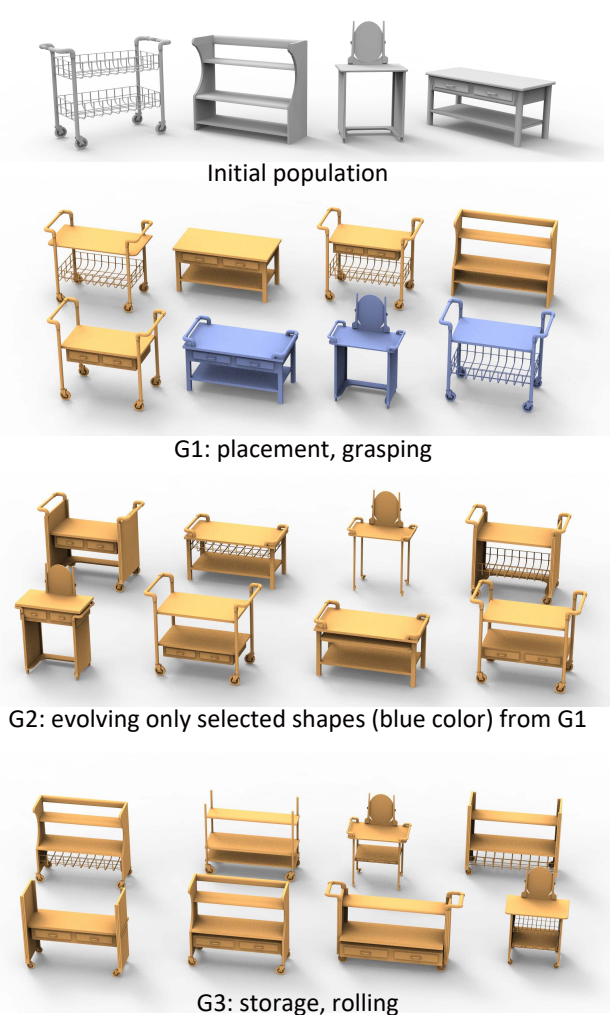 Initial population
G1: placement, grasping
G2: evolving only selected shapes (blue color) from G1
G3: storage, rolling